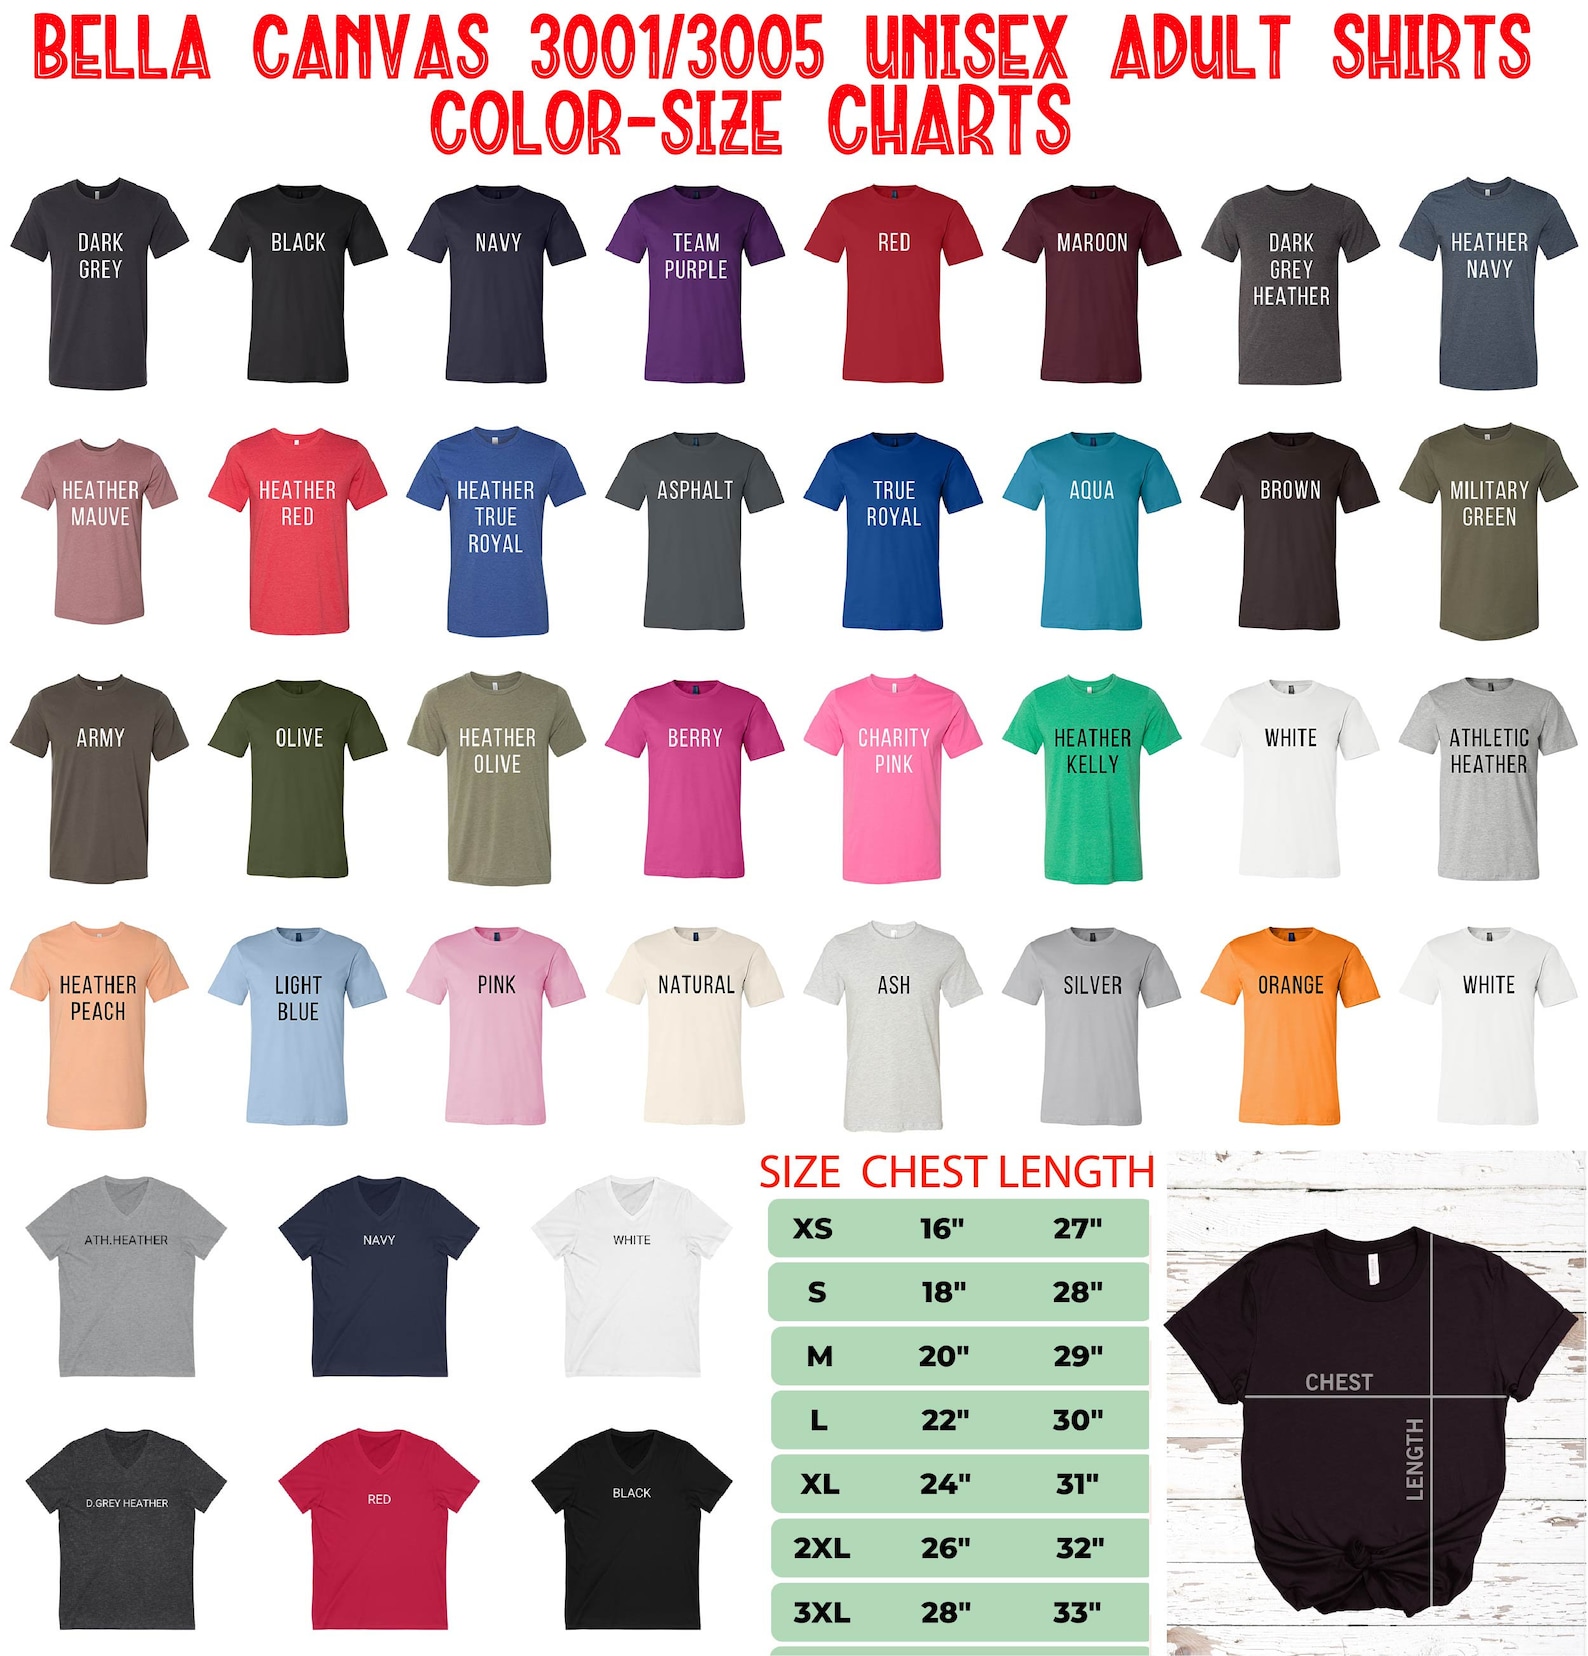 BELLA CANVAS 3001/3005 UNISEX ADULT SHIRTS
COLOR-SIZE CHARTS
DARK
GREY
BLACK
NAVY
TEAM
PURPLE
RED
MAROON
DARK
GREY
HEATHER
HEATHER
NAVY
HEATHER
MAUVE
HEATHER
RED
HEATHER
TRUE
ROYAL
ASPHALT
TRUE
ROYAL
AQUA
BROWN
MILITARY
GREEN
ARMY
OLIVE
HEATHER
OLIVE
BERRY
CHARITY
PINK
HEATHER
KELLY
WHITE
ATHLETIC
HEATHER
HEATHER
PEACH
LIGHT
BLUE
PINK
NATURAL
ASH
SILVER
ORANGE
WHITE
ATH.HEATHER
NAVY
WHITE
D.GREY HEATHER
RED
BLACK
SIZE CHEST LENGTH
XS 16" 27"
S 18" 28"
M 20" 29"
L 22" 30"
XL 24" 31"
2XL 26" 32"
3XL 28" 33"
CHEST
LENGTH